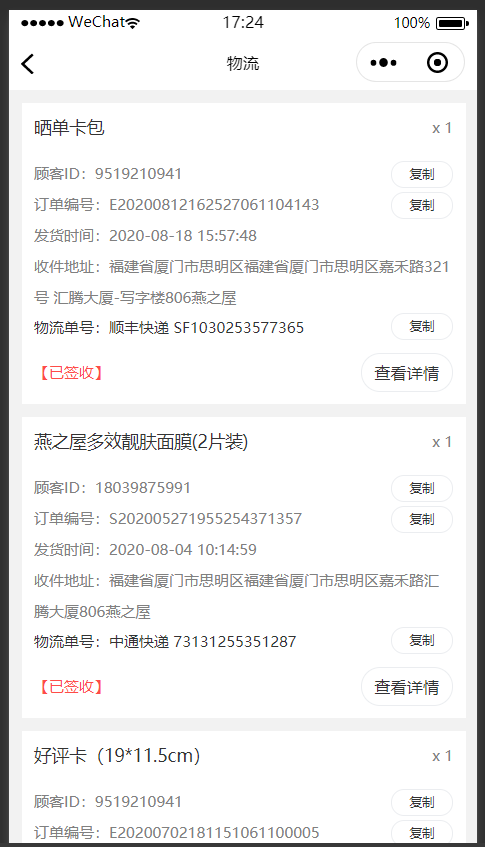 WeChat 17:24 100%
物流
晒单卡包 x 1
顾客ID：9519210941 复制
订单编号：E20200812162527061104143 复制
发货时间：2020-08-18 15:57:48
收件地址：福建省厦门市思明区福建省厦门市思明区嘉禾路321
号 汇腾大厦-写字楼806燕之屋
物流单号：顺丰快递 SF1030253577365 复制
【已签收】 查看详情
燕之屋多效靓肤面膜(2片装) x 1
顾客ID：18039875991 复制
订单编号：S202005271955254371357 复制
发货时间：2020-08-04 10:14:59
收件地址：福建省厦门市思明区福建省厦门市思明区嘉禾路汇
腾大厦806燕之屋
物流单号：中通快递 73131255351287 复制
【已签收】 查看详情
好评卡（19*11.5cm） x 1
顾客ID：9519210941 复制
订单编号：E20200702181151061100005 复制